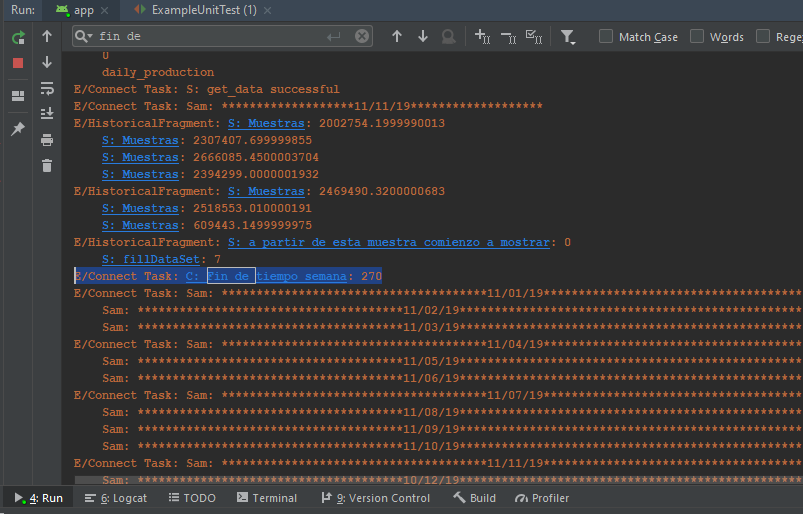 Run: app × ExampleUnitTest (1) ×
fin de
Match Case Words Rege
0
daily_production
E/Connect Task: S: get_data successful
E/Connect Task: Sam: *******************11/11/19*******************
E/HistoricalFragment: S: Muestras: 2002754.1999990013
S: Muestras: 2307407.699999855
S: Muestras: 2666085.4500003704
S: Muestras: 2394299.0000001932
E/HistoricalFragment: S: Muestras: 2469490.3200000683
S: Muestras: 2518553.010000191
S: Muestras: 609443.1499999975
E/HistoricalFragment: S: a partir de esta muestra comienzo a mostrar: 0
S: fillDataSet: 7
E/Connect Task: C: Fin de tiempo semana: 270
E/Connect Task: Sam: **************************************11/01/19*************************************
Sam: **************************************11/02/19*************************************************
Sam: **************************************11/03/19*************************************************
E/Connect Task: Sam: **************************************11/04/19*************************************
Sam: **************************************11/05/19*************************************************
Sam: **************************************11/06/19*************************************************
E/Connect Task: Sam: **************************************11/07/19*************************************
Sam: **************************************11/08/19*************************************************
Sam: **************************************11/09/19*************************************************
Sam: **************************************11/10/19*************************************************
E/Connect Task: Sam: **************************************11/11/19*************************************
Sam: **************************************10/12/19*************************************************
4: Run 6: Logcat TODO Terminal 9: Version Control Build Profiler